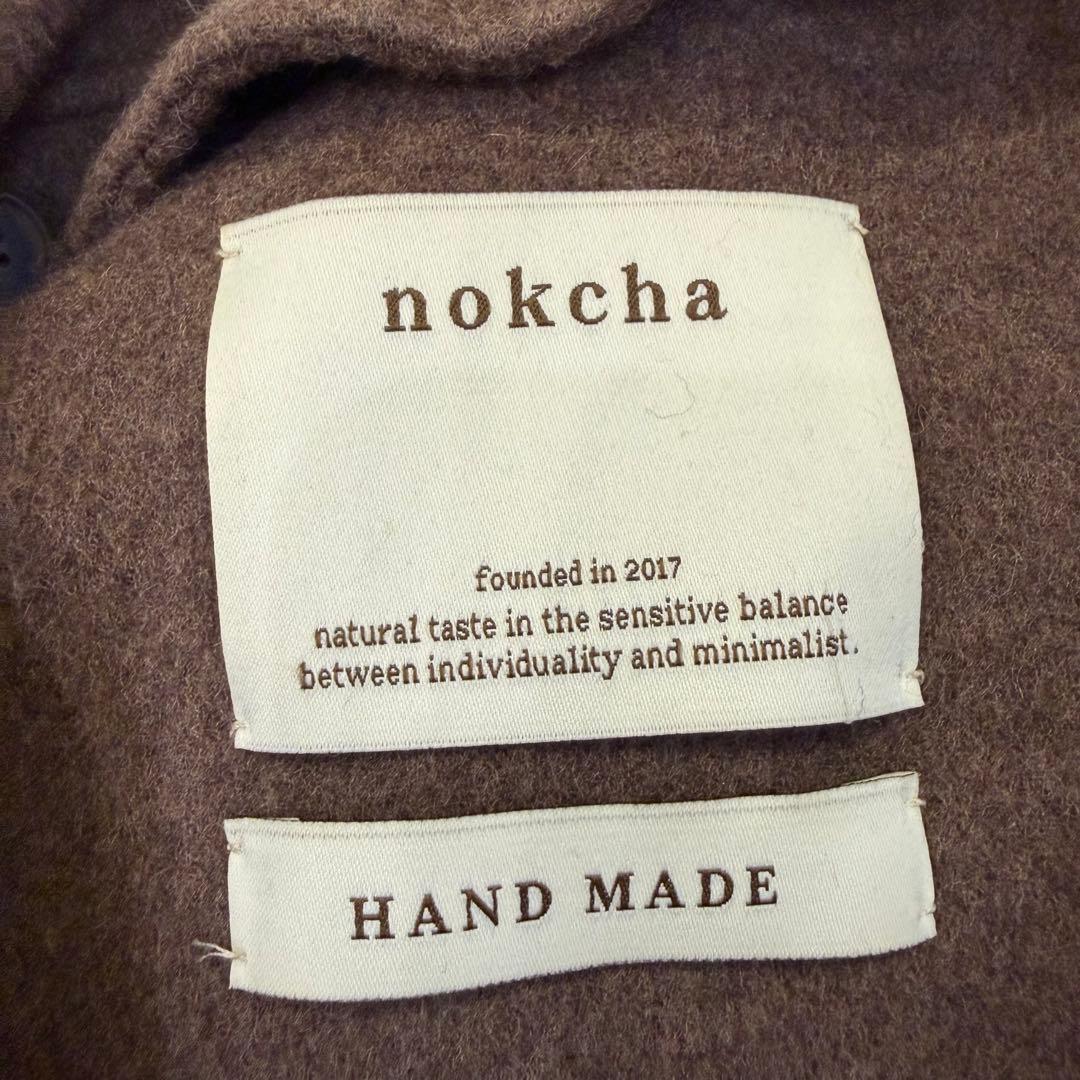 nokcha
founded in 2017
natural taste in the sensitive balance
between individuality and minimalist.
HAND MADE